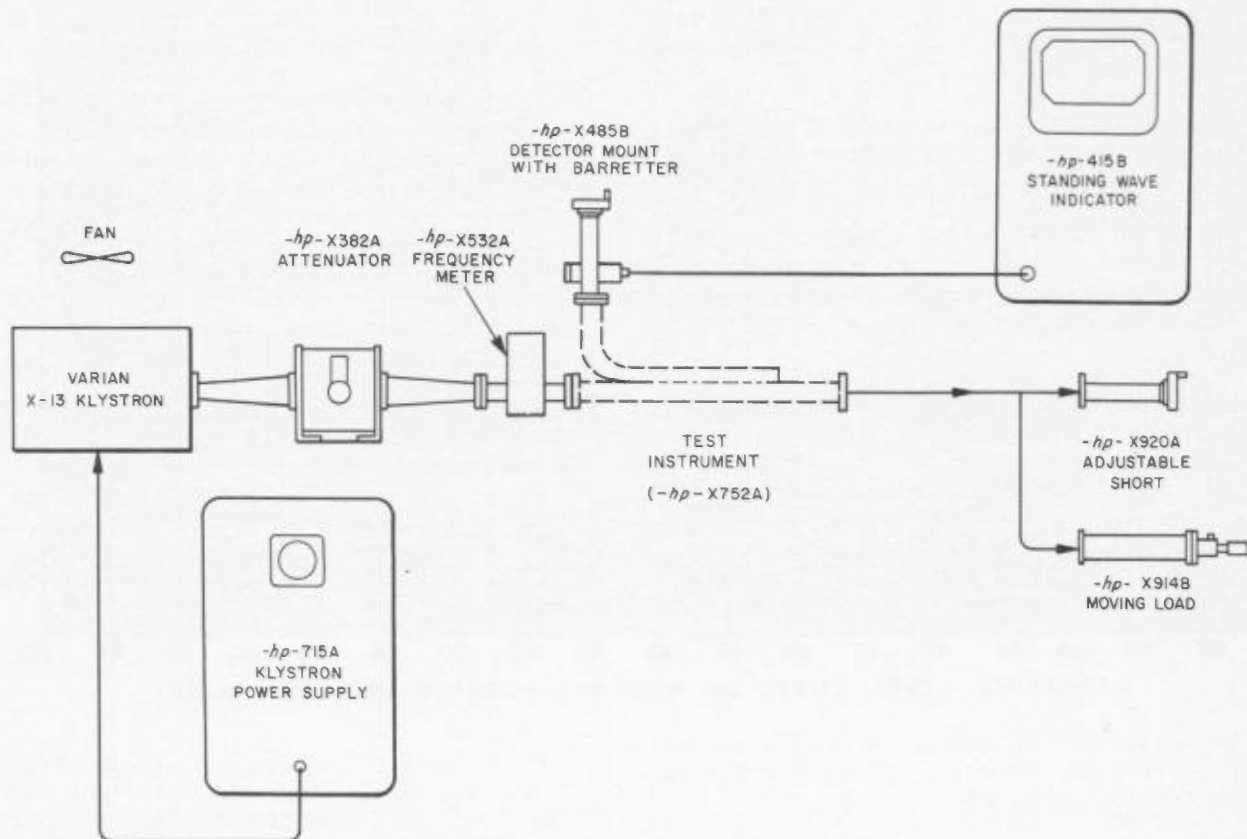 -hp-X485B
DETECTOR MOUNT
WITH BARRETTER
-hp-415B
STANDING WAVE
INDICATOR
FAN
-hp-X382A
ATTENUATOR
-hp-X532A
FREQUENCY
METER
VARIAN
X-13 KLYSTRON
TEST
INSTRUMENT
(-hp-X752A)
-hp-X920A
ADJUSTABLE
SHORT
-hp- X914B
MOVING LOAD
-hp-715A
KLYSTRON
POWER SUPPLY